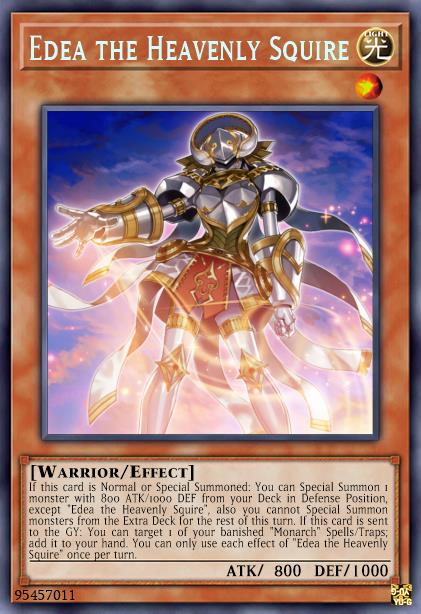 Edea the Heavenly Squire
LIGHT
光
[Warrior/Effect]
If this card is Normal or Special Summoned: You can Special Summon 1
monster with 800 ATK/1000 DEF from your Deck in Defense Position,
except "Edea the Heavenly Squire", also you cannot Special Summon
monsters from the Extra Deck for the rest of this turn. If this card is sent
to the GY: You can target 1 of your banished "Monarch" Spells/Traps;
add it to your hand. You can only use each effect of "Edea the Heavenly
Squire" once per turn.
ATK/ 800 DEF/1000
95457011